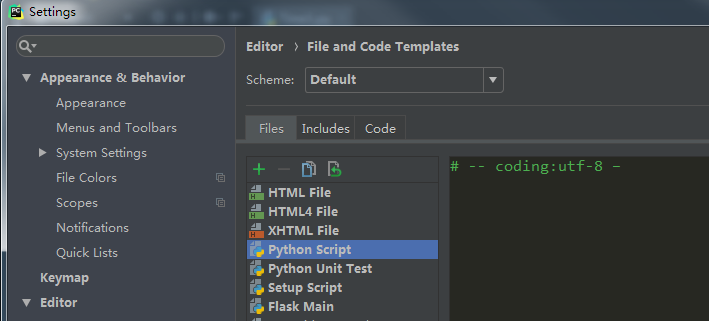 Settings
Appearance & Behavior
Appearance
Menus and Toolbars
System Settings
File Colors
Scopes
Notifications
Quick Lists
Keymap
Editor
Editor › File and Code Templates
Scheme: Default
Files Includes Code
HTML File
HTML4 File
XHTML File
Python Script
Python Unit Test
Setup Script
Flask Main
# -- coding:utf-8 –